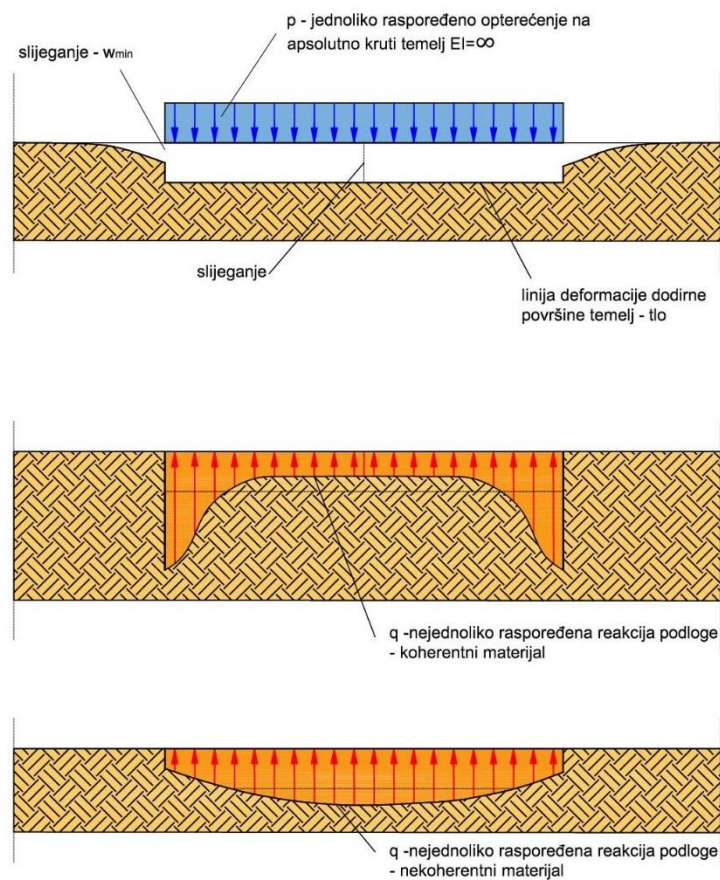 p - jednoliko raspoređeno opterećenje na
apsolutno kruti temelj EI=∞
slijeganje - wmin
slijeganje
linija deformacije dodirne
površine temelj - tlo
q -nejednoliko raspoređena reakcija podloge
- koherentni materijal
q -nejednoliko raspoređena reakcija podloge
- nekoherentni materijal